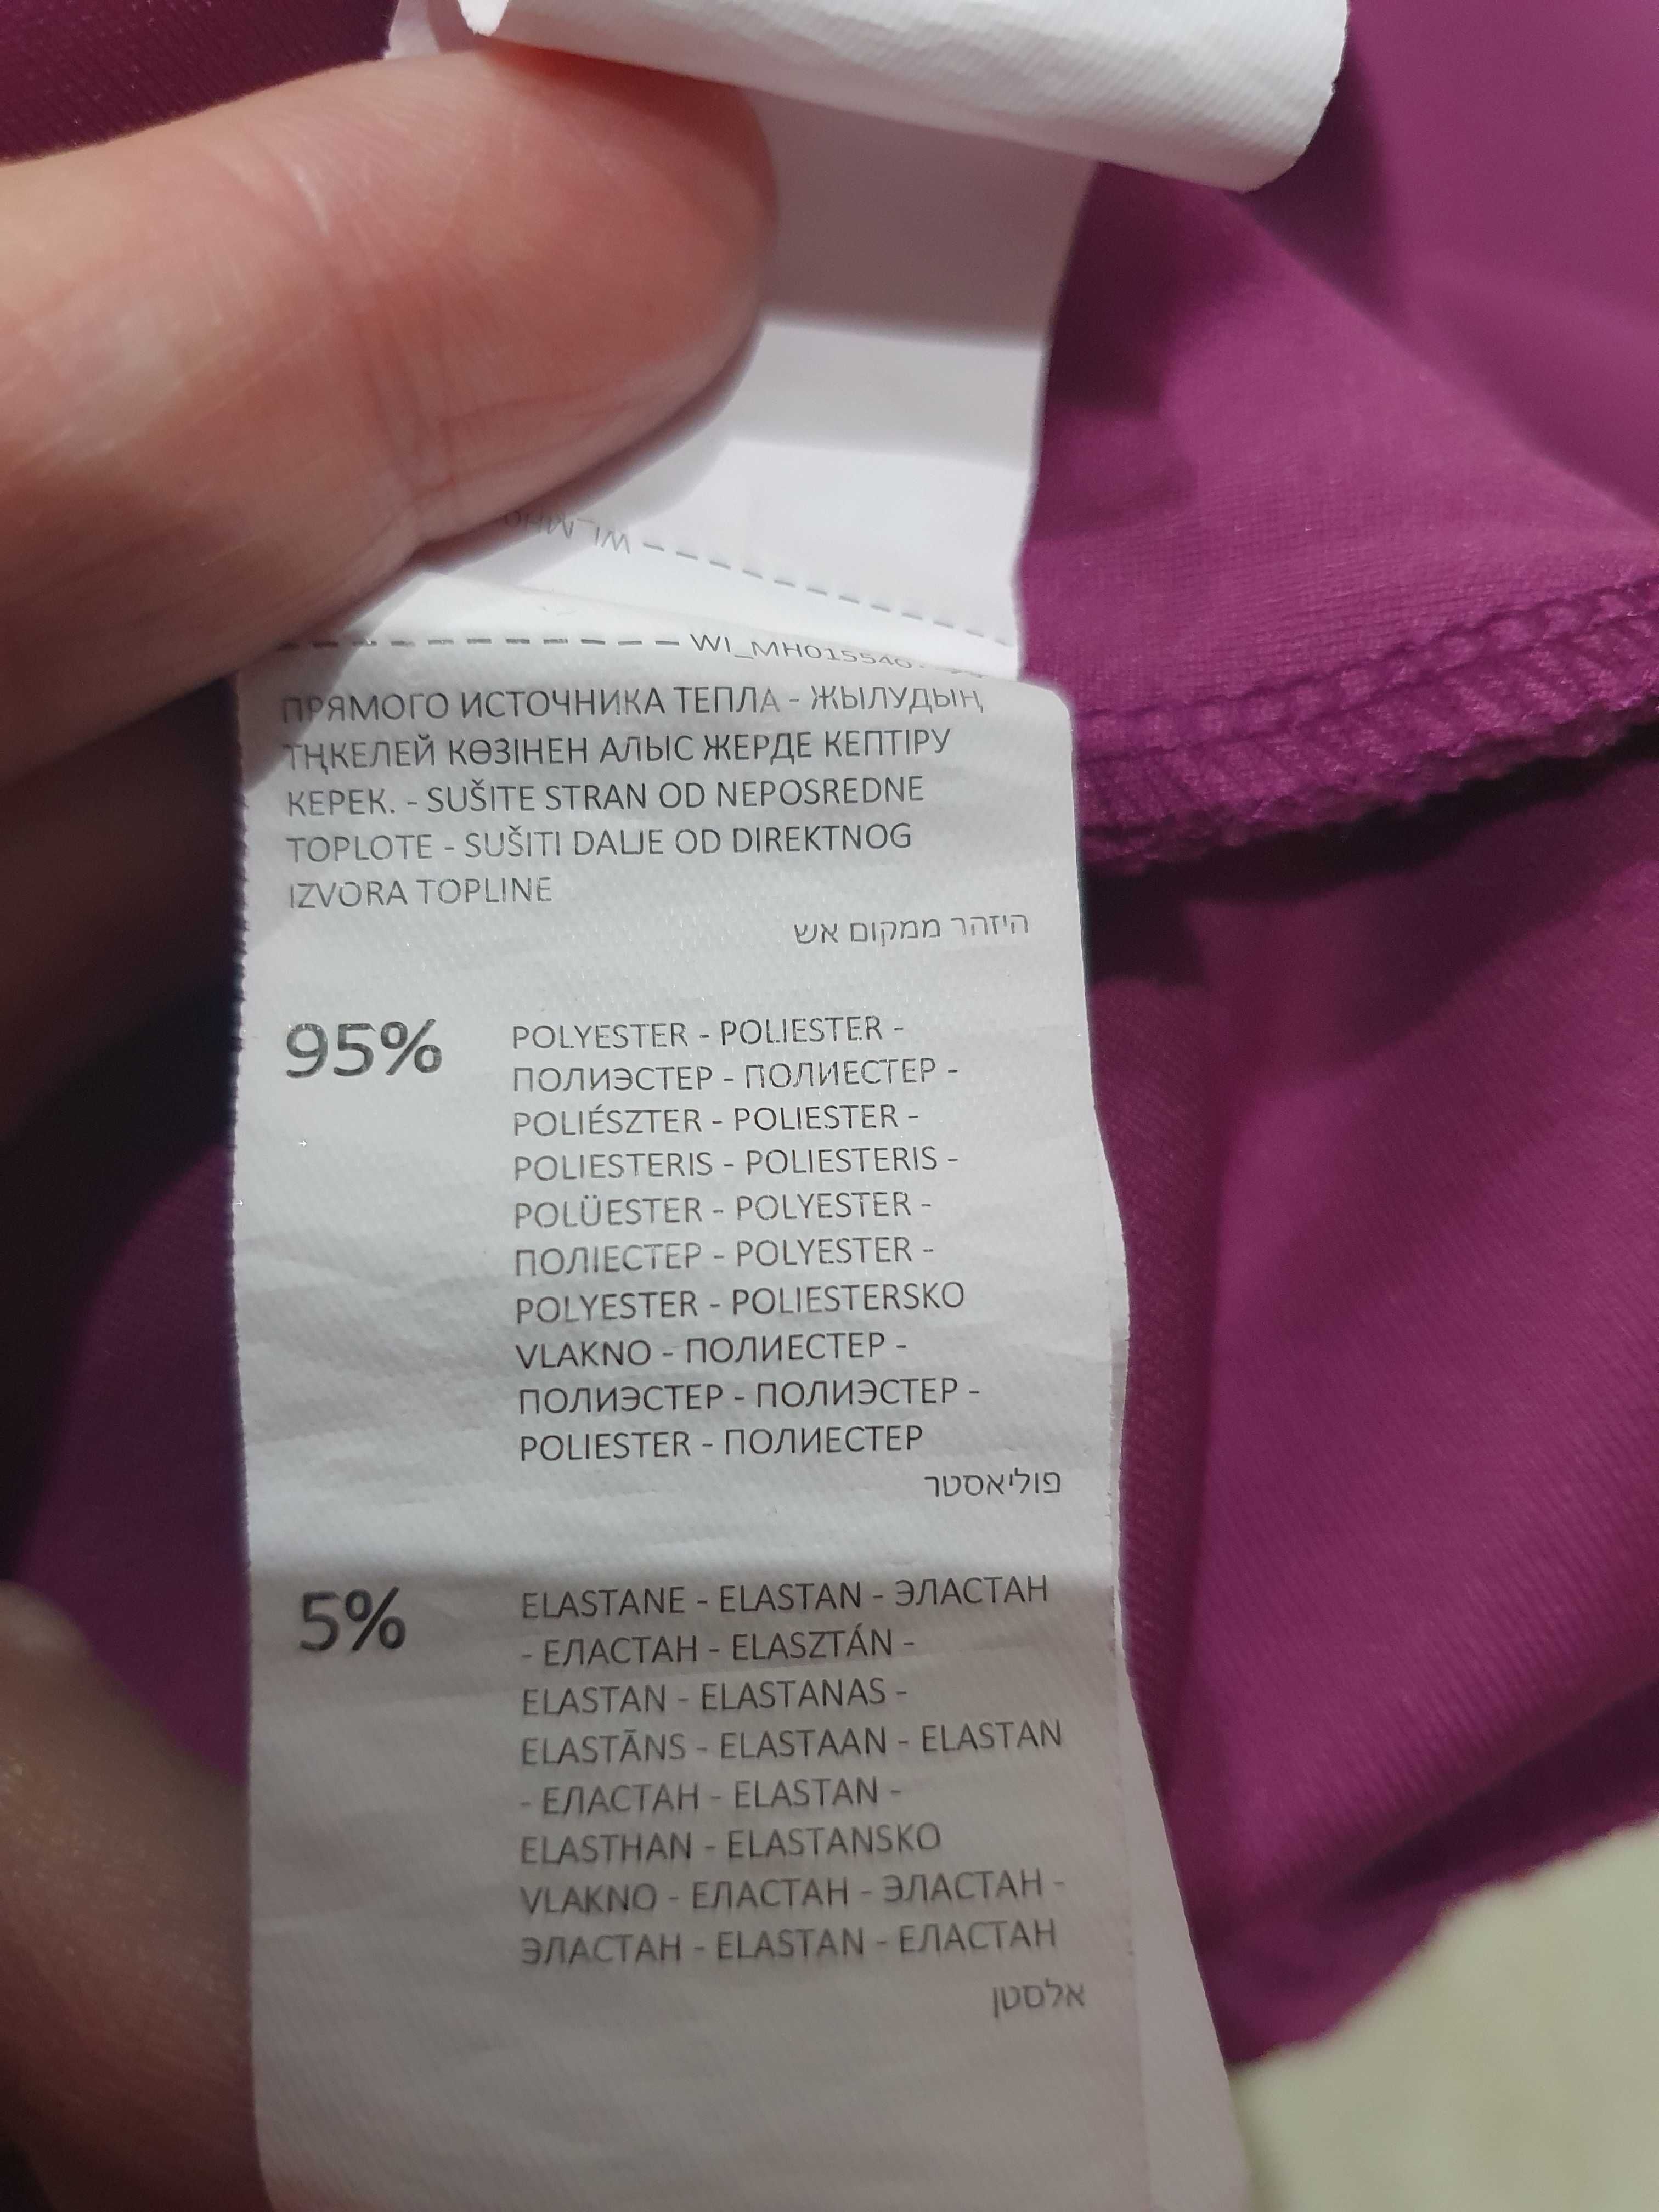 WI_MH0
WI_MH015540
ПРЯМОГО ИСТОЧНИКА ТЕПЛА - ЖЫЛУДЫҢ
ТҢКЕЛЕЙ КӨЗІНЕН АЛЫС ЖЕРДЕ КЕПТІРУ
КЕРЕК. - SUŠITE STRAN OD NEPOSREDNE
TOPLOTE - SUŠITI DALJE OD DIREKTNOG
IZVORA TOPLINE
היזהר ממקום אש
95% POLYESTER - POLIESTER -
ПОЛИЭСТЕР - ПОЛИЕСТЕР -
POLIÉSZTER - POLIESTER -
POLIESTERIS - POLIESTERIS -
POLÜESTER - POLYESTER -
ПОЛІЕСТЕР - POLYESTER -
POLYESTER - POLIESTERSKO
VLAKNO - ПОЛИЕСТЕР -
ПОЛИЭСТЕР - ПОЛИЭСТЕР -
POLIESTER - ПОЛИЕСТЕР
פוליאסטר
5% ELASTANE - ELASTAN - ЭЛАСТАН
- ЕЛАСТАН - ELASZTÁN -
ELASTAN - ELASTANAS -
ELASTĀNS - ELASTAAN - ELASTAN
- ЕЛАСТАН - ELASTAN -
ELASTHAN - ELASTANSKO
VLAKNO - ЕЛАСТАН - ЭЛАСТАН -
ЭЛАСТАН - ELASTAN - ЕЛАСТАН
אלסטן